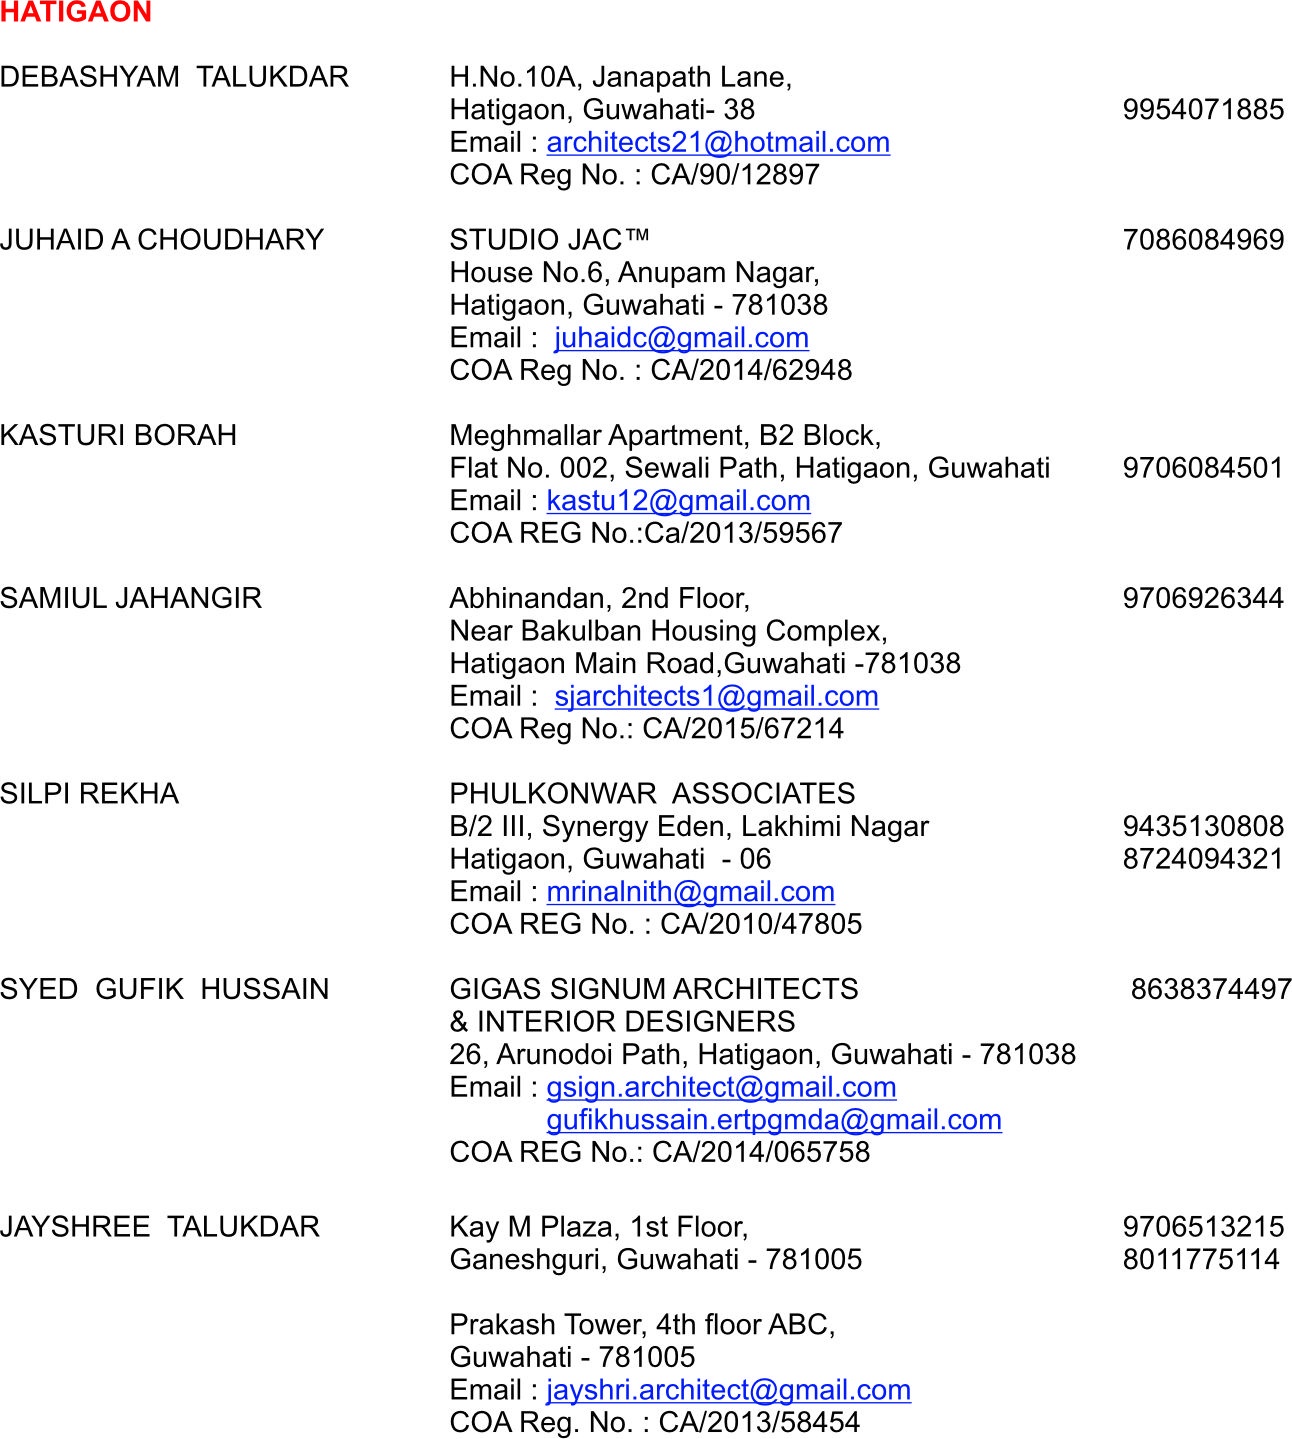 HATIGAON
DEBASHYAM  TALUKDAR H.No.10A, Janapath Lane,
Hatigaon, Guwahati- 38 9954071885
Email : architects21@hotmail.com
COA Reg No. : CA/90/12897
JUHAID A CHOUDHARY STUDIO JAC™ 7086084969
House No.6, Anupam Nagar,
Hatigaon, Guwahati - 781038
Email :  juhaidc@gmail.com
COA Reg No. : CA/2014/62948
KASTURI BORAH Meghmallar Apartment, B2 Block,
Flat No. 002, Sewali Path, Hatigaon, Guwahati 9706084501
Email : kastu12@gmail.com
COA REG No.:Ca/2013/59567
SAMIUL JAHANGIR Abhinandan, 2nd Floor, 9706926344
Near Bakulban Housing Complex,
Hatigaon Main Road,Guwahati -781038
Email :  sjarchitects1@gmail.com
COA Reg No.: CA/2015/67214
SILPI REKHA PHULKONWAR  ASSOCIATES
B/2 III, Synergy Eden, Lakhimi Nagar 9435130808
Hatigaon, Guwahati  - 06 8724094321
Email : mrinalnith@gmail.com
COA REG No. : CA/2010/47805
SYED  GUFIK  HUSSAIN GIGAS SIGNUM ARCHITECTS 8638374497
& INTERIOR DESIGNERS
26, Arunodoi Path, Hatigaon, Guwahati - 781038
Email : gsign.architect@gmail.com
gufikhussain.ertpgmda@gmail.com
COA REG No.: CA/2014/065758
JAYSHREE  TALUKDAR Kay M Plaza, 1st Floor, 9706513215
Ganeshguri, Guwahati - 781005 8011775114
Prakash Tower, 4th floor ABC,
Guwahati - 781005
Email : jayshri.architect@gmail.com
COA Reg. No. : CA/2013/58454